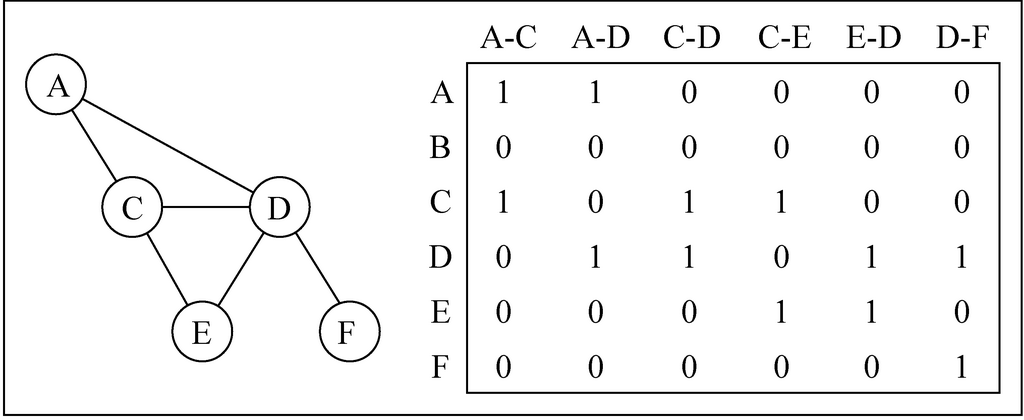 A
C D
E F
A-C A-D C-D C-E E-D D-F
A 1 1 0 0 0 0
B 0 0 0 0 0 0
C 1 0 1 1 0 0
D 0 1 1 0 1 1
E 0 0 0 1 1 0
F 0 0 0 0 0 1